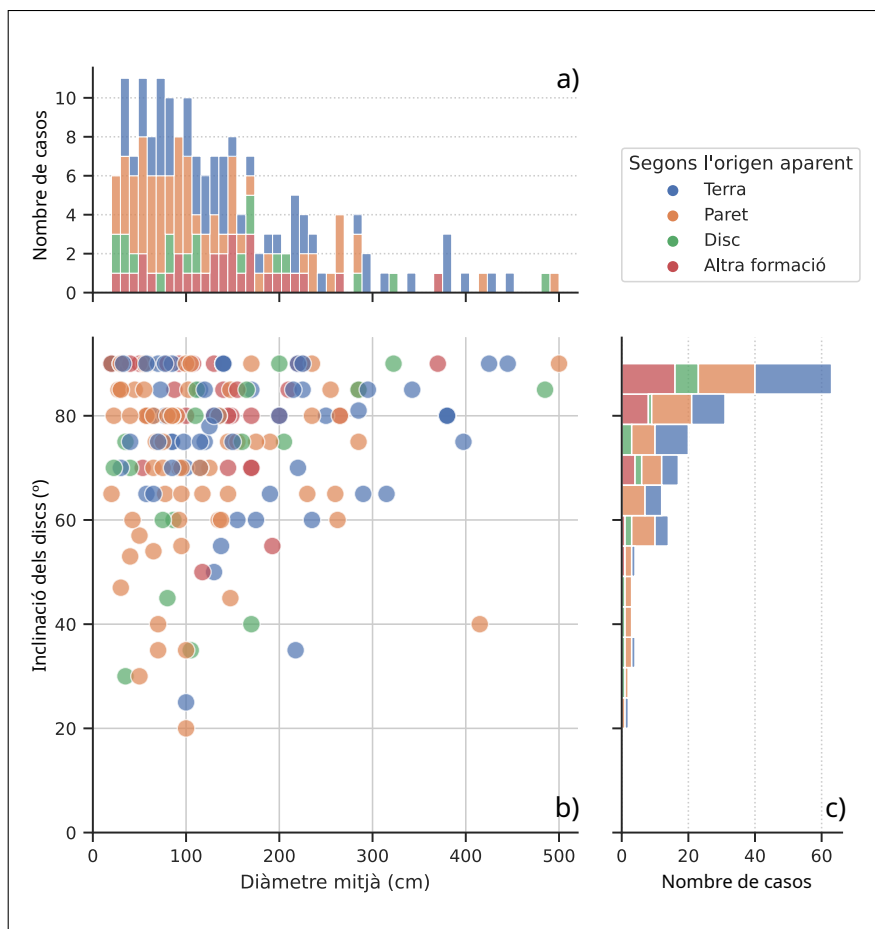 a)
Nombre de casos
10
8
6
4
2
0
Segons l'origen aparent
Terra
Paret
Disc
Altra formació
Inclinació dels discs (º)
80
60
40
20
0
b)
c)
0 100 200 300 400 500
0 20 40 60
Diàmetre mitjà (cm)
Nombre de casos